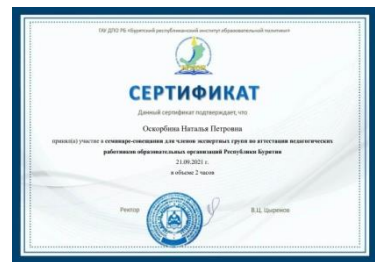 ГАУ ДПО РБ «Бурятский республиканский институт образовательной политики»
СЕРТИФИКАТ
Данный сертификат подтверждает, что
Оскорбина Наталья Петровна
принял(а) участие в семинаре-совещании для членов экспертных групп по аттестации педагогических
работников образовательных организаций Республики Бурятия
21.09.2021 г.
в объеме 2 часов
Ректор
В.Ц. Цыренов